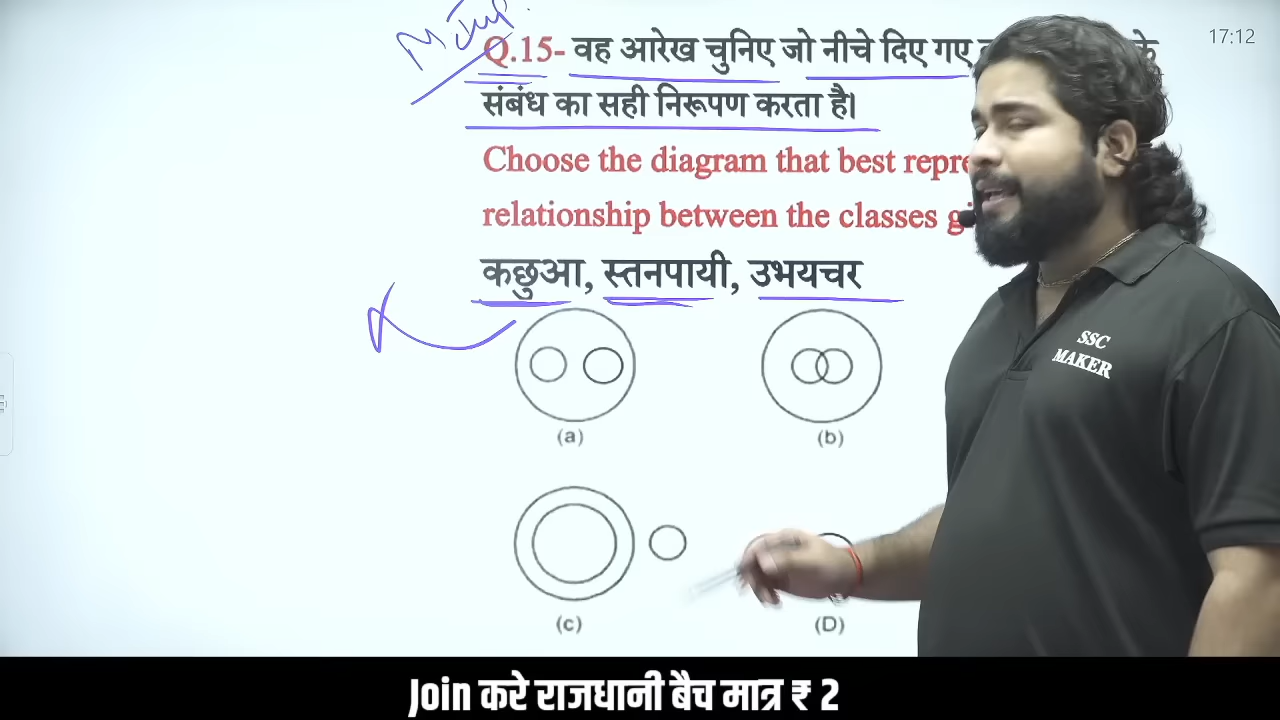 17:12
Q.15- वह आरेख चुनिए जो नीचे दिए गए के
संबंध का सही निरूपण करता है।
Choose the diagram that best repre
relationship between the classes gi
कछुआ, स्तनपायी, उभयचर
(a)
(b)
(c)
(D)
SSC
MAKER
Join करे राजधानी बैच मात्र ₹ 2